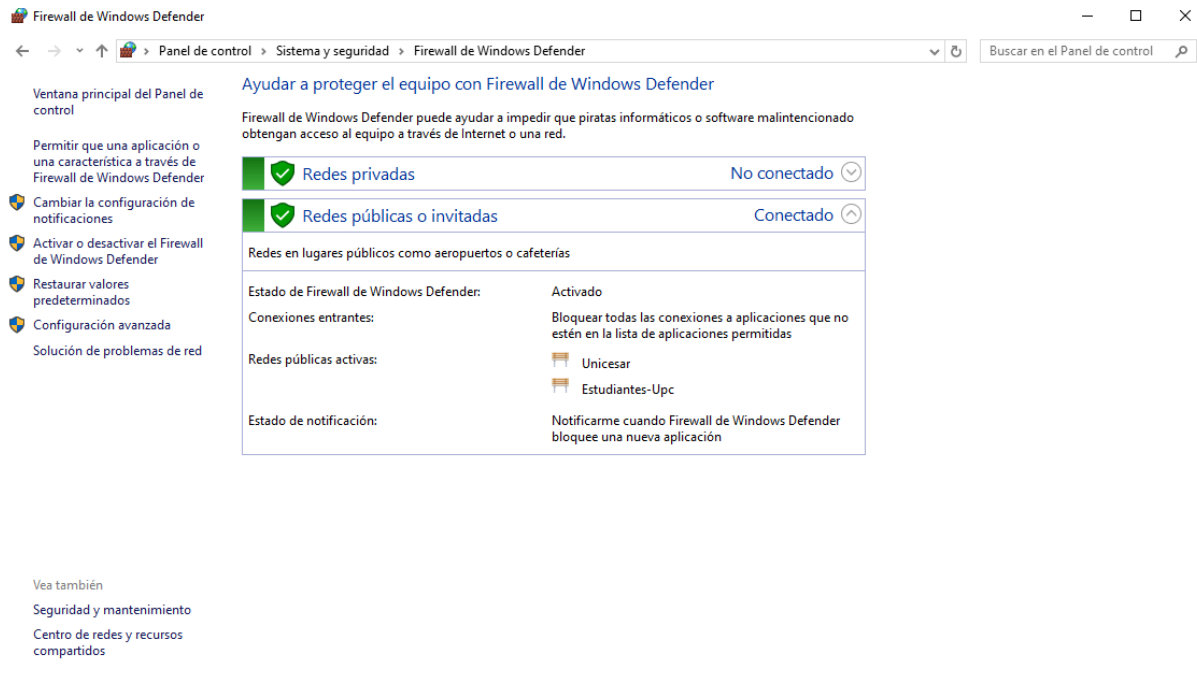 Firewall de Windows Defender
Panel de control > Sistema y seguridad > Firewall de Windows Defender
Buscar en el Panel de control
Ventana principal del Panel de
control
Permitir que una aplicación o
una característica a través de
Firewall de Windows Defender
Cambiar la configuración de
notificaciones
Activar o desactivar el Firewall
de Windows Defender
Restaurar valores
predeterminados
Configuración avanzada
Solución de problemas de red
Ayudar a proteger el equipo con Firewall de Windows Defender
Firewall de Windows Defender puede ayudar a impedir que piratas informáticos o software malintencionado
obtengan acceso al equipo a través de Internet o una red.
Redes privadas No conectado
Redes públicas o invitadas Conectado
Redes en lugares públicos como aeropuertos o cafeterías
Estado de Firewall de Windows Defender: Activado
Conexiones entrantes: Bloquear todas las conexiones a aplicaciones que no
estén en la lista de aplicaciones permitidas
Redes públicas activas: Unicesar
Estudiantes-Upc
Estado de notificación: Notificarme cuando Firewall de Windows Defender
bloquee una nueva aplicación
Vea también
Seguridad y mantenimiento
Centro de redes y recursos
compartidos